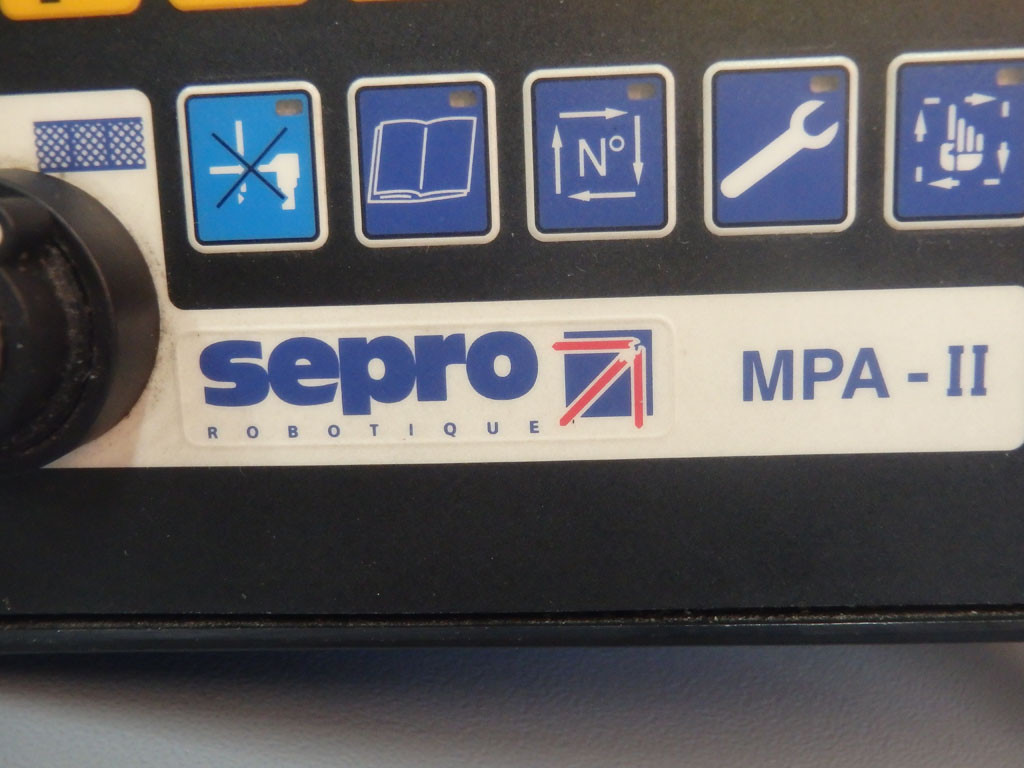 N°
sepro
ROBOTIQUE
MPA - II